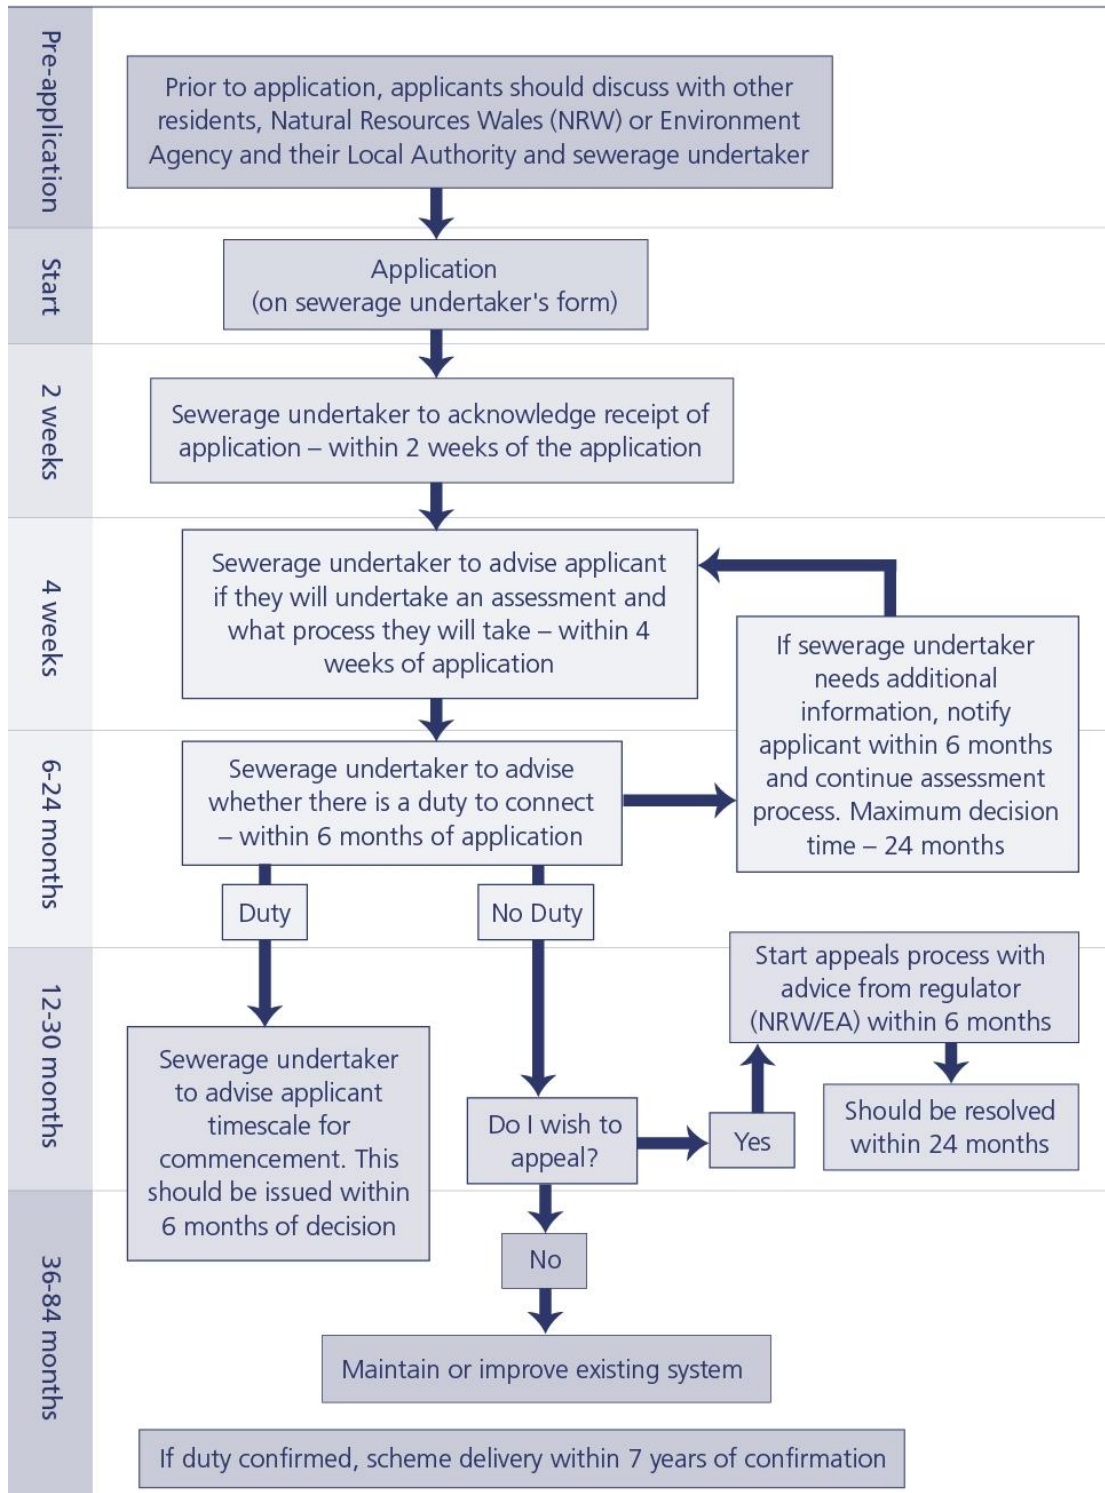 Pre-application
Prior to application, applicants should discuss with other
residents, Natural Resources Wales (NRW) or Environment
Agency and their Local Authority and sewerage undertaker
Start
Application
(on sewerage undertaker's form)
2 weeks
Sewerage undertaker to acknowledge receipt of
application – within 2 weeks of the application
4 weeks
Sewerage undertaker to advise applicant
if they will undertake an assessment and
what process they will take – within 4
weeks of application
If sewerage undertaker
needs additional
information, notify
applicant within 6 months
and continue assessment
process. Maximum decision
time – 24 months
6-24 months
Sewerage undertaker to advise
whether there is a duty to connect
– within 6 months of application
Duty
No Duty
12-30 months
Start appeals process with
advice from regulator
(NRW/EA) within 6 months
Sewerage undertaker
to advise applicant
timescale for
commencement. This
should be issued within
6 months of decision
Do I wish to
appeal?
Yes
Should be resolved
within 24 months
36-84 months
No
Maintain or improve existing system
If duty confirmed, scheme delivery within 7 years of confirmation